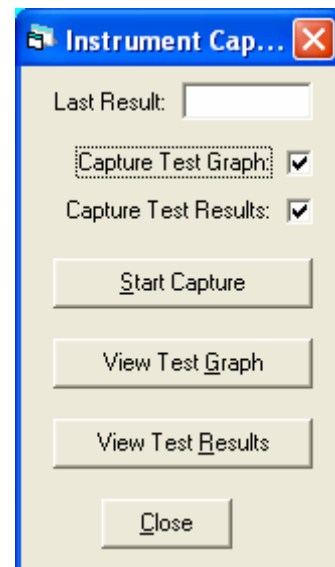 Instrument Cap...
Last Result:
Capture Test Graph:
Capture Test Results:
Start Capture
View Test Graph
View Test Results
Close